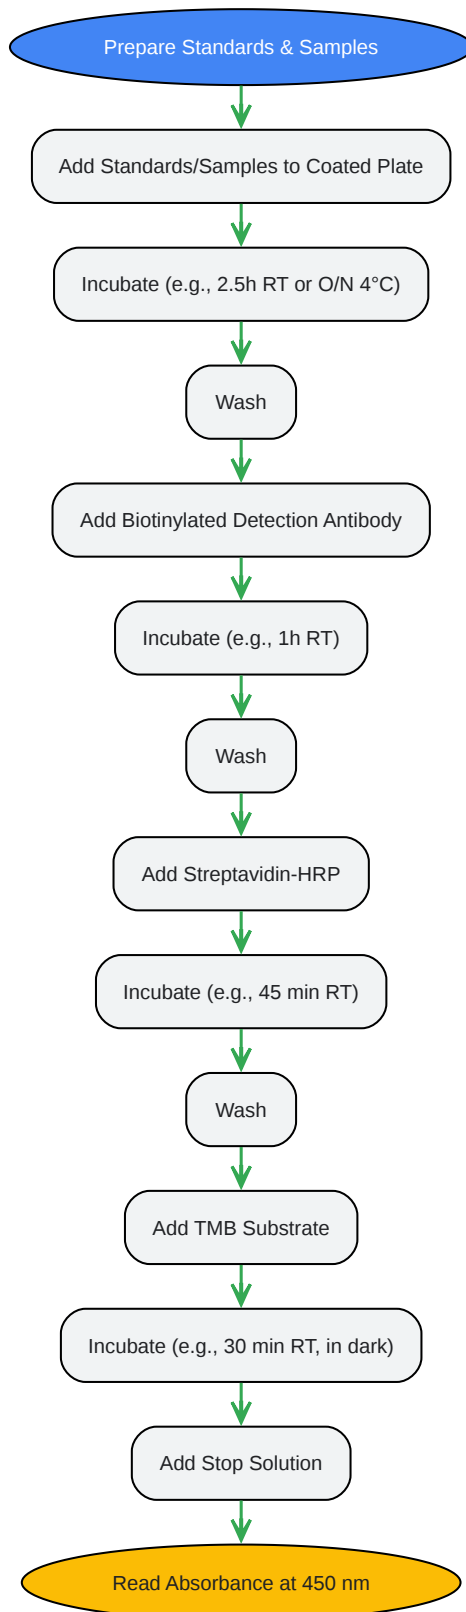 Prepare Standards & Samples
Add Standards/Samples to Coated Plate
Incubate (e.g., 2.5h RT or O/N 4°C)
Wash
Add Biotinylated Detection Antibody
Incubate (e.g., 1h RT)
Wash
Add Streptavidin-HRP
Incubate (e.g., 45 min RT)
Wash
Add TMB Substrate
Incubate (e.g., 30 min RT, in dark)
Add Stop Solution
Read Absorbance at 450 nm